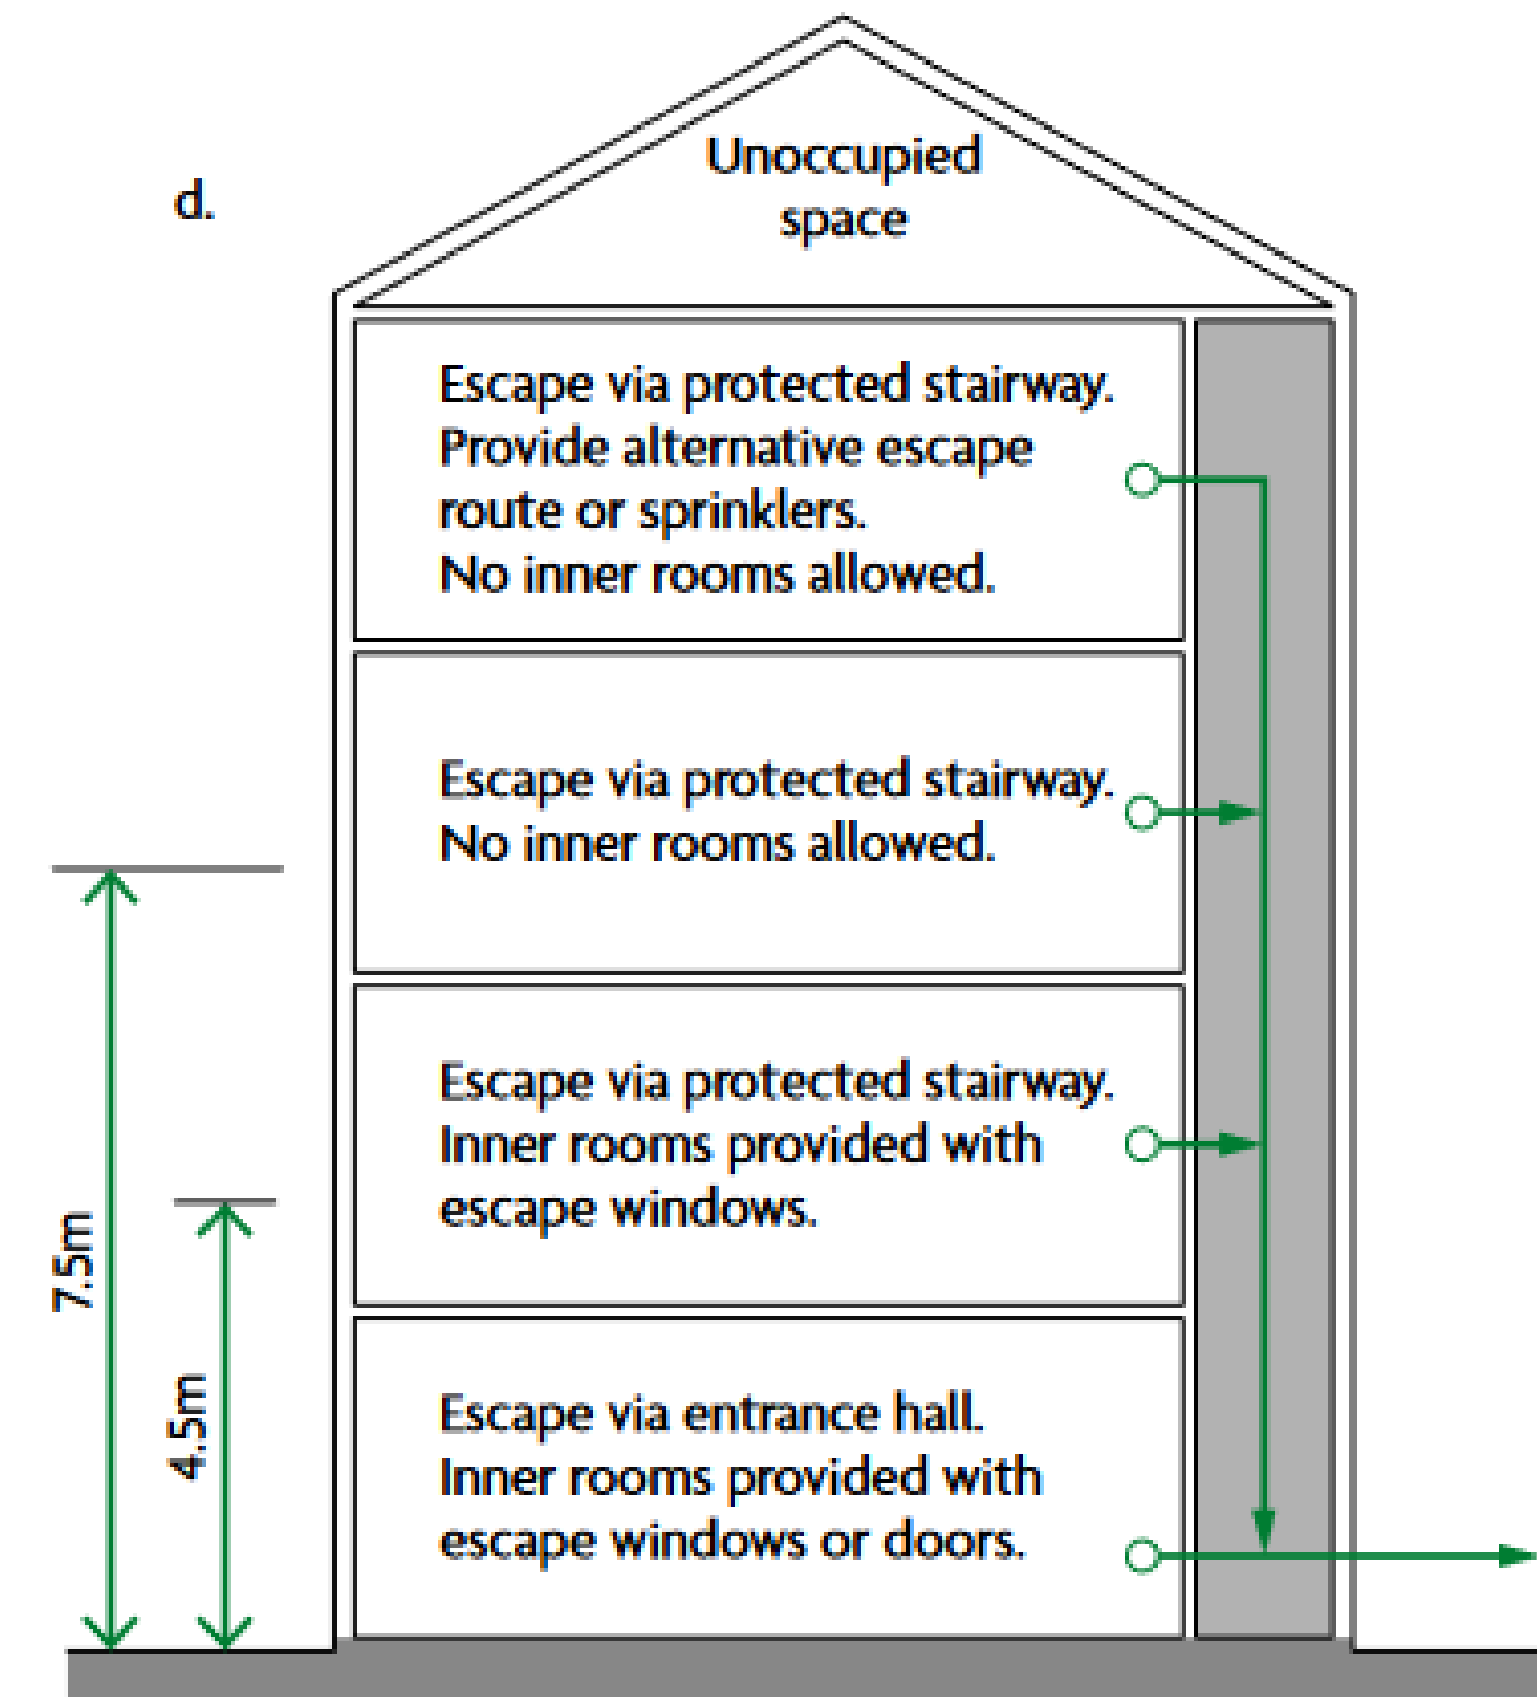 d.
Unoccupied
space
Escape via protected stairway.
Provide alternative escape
route or sprinklers.
No inner rooms allowed.
Escape via protected stairway.
No inner rooms allowed.
Escape via protected stairway.
Inner rooms provided with
escape windows.
7.5m
4.5m
Escape via entrance hall.
Inner rooms provided with
escape windows or doors.